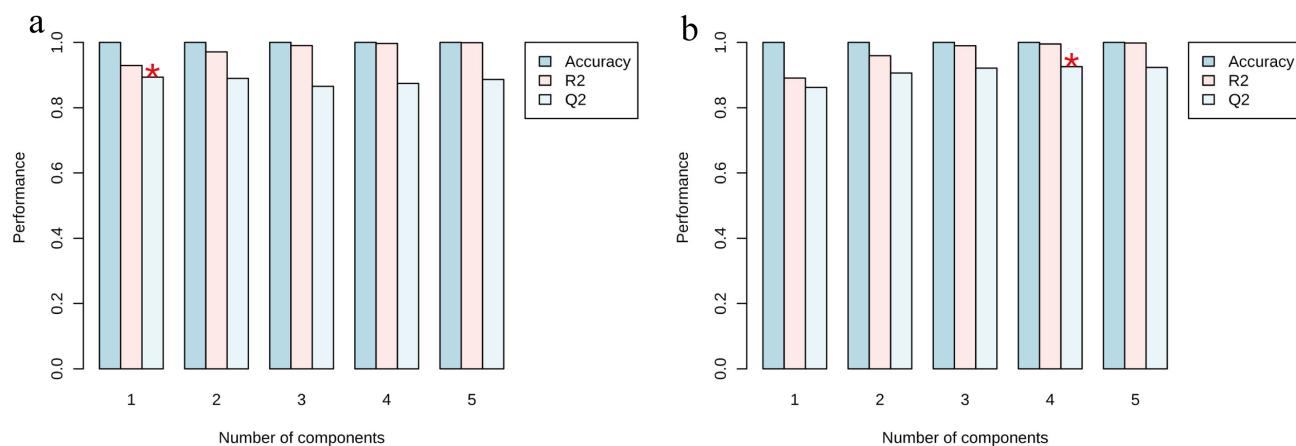 a
1.0
0.8
0.6
0.4
0.2
0.0
Performance
1 2 3 4 5
Number of components
Accuracy
R2
Q2
*
b
1.0
0.8
0.6
0.4
0.2
0.0
Performance
1 2 3 4 5
Number of components
Accuracy
R2
Q2
*